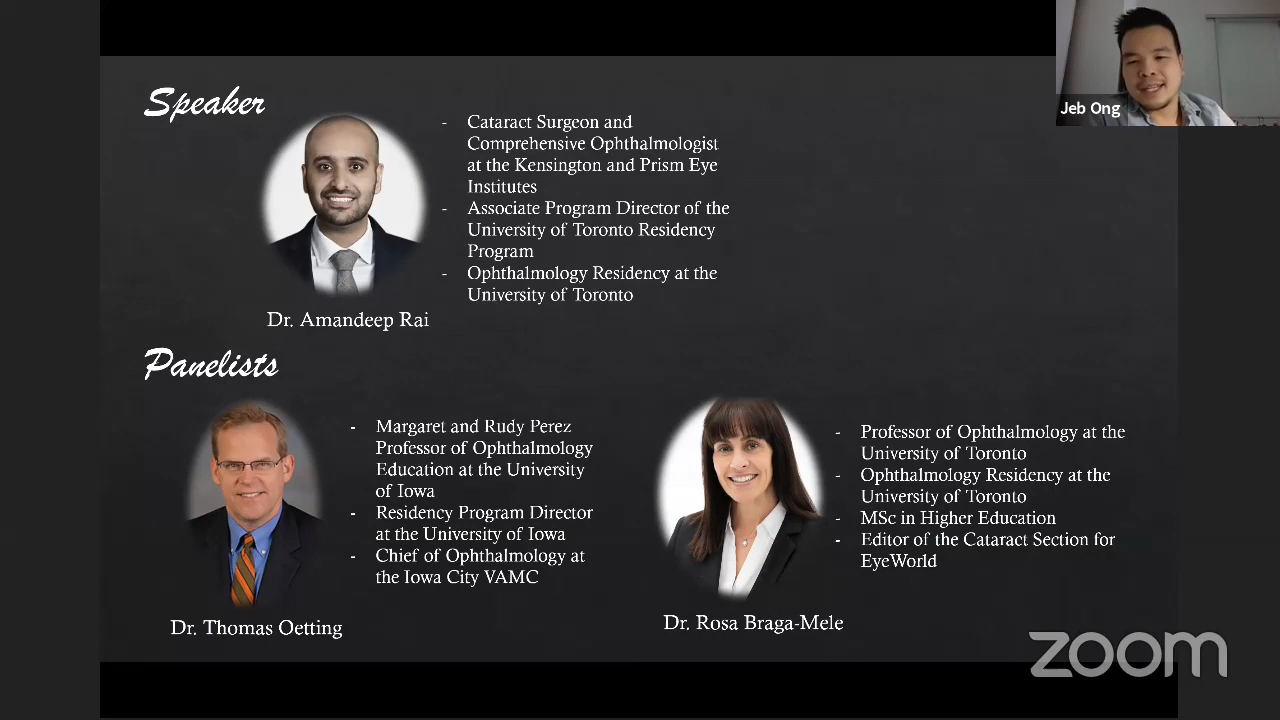 Jeb Ong
Speaker
- Cataract Surgeon and
Comprehensive Ophthalmologist
at the Kensington and Prism Eye
Institutes
- Associate Program Director of the
University of Toronto Residency
Program
- Ophthalmology Residency at the
University of Toronto
Dr. Amandeep Rai
Panelists
- Margaret and Rudy Perez
Professor of Ophthalmology
Education at the University
of Iowa
- Residency Program Director
at the University of Iowa
- Chief of Ophthalmology at
the Iowa City VAMC
Dr. Thomas Oetting
- Professor of Ophthalmology at the
University of Toronto
- Ophthalmology Residency at the
University of Toronto
- MSc in Higher Education
- Editor of the Cataract Section for
EyeWorld
Dr. Rosa Braga-Mele
zoom